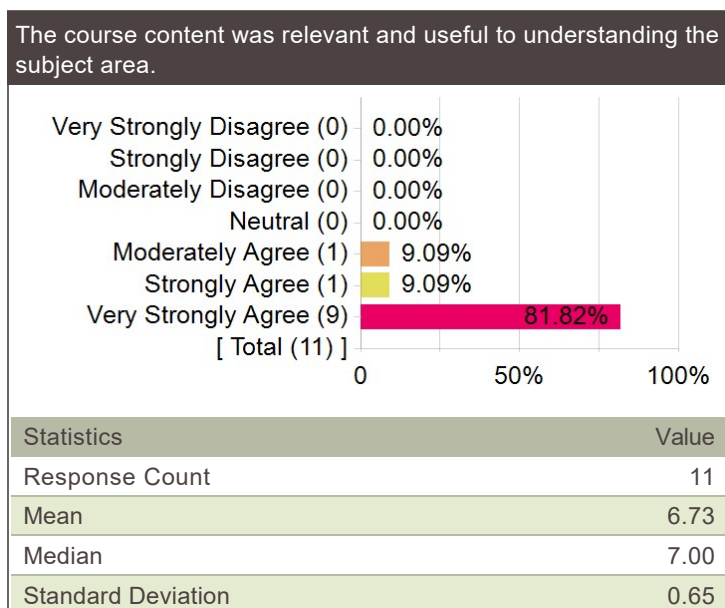 The course content was relevant and useful to understanding the
subject area.
Very Strongly Disagree (0) 0.00%
Strongly Disagree (0) 0.00%
Moderately Disagree (0) 0.00%
Neutral (0) 0.00%
Moderately Agree (1) 9.09%
Strongly Agree (1) 9.09%
Very Strongly Agree (9) 81.82%
[ Total (11) ]
0 50% 100%
Statistics Value
Response Count 11
Mean 6.73
Median 7.00
Standard Deviation 0.65